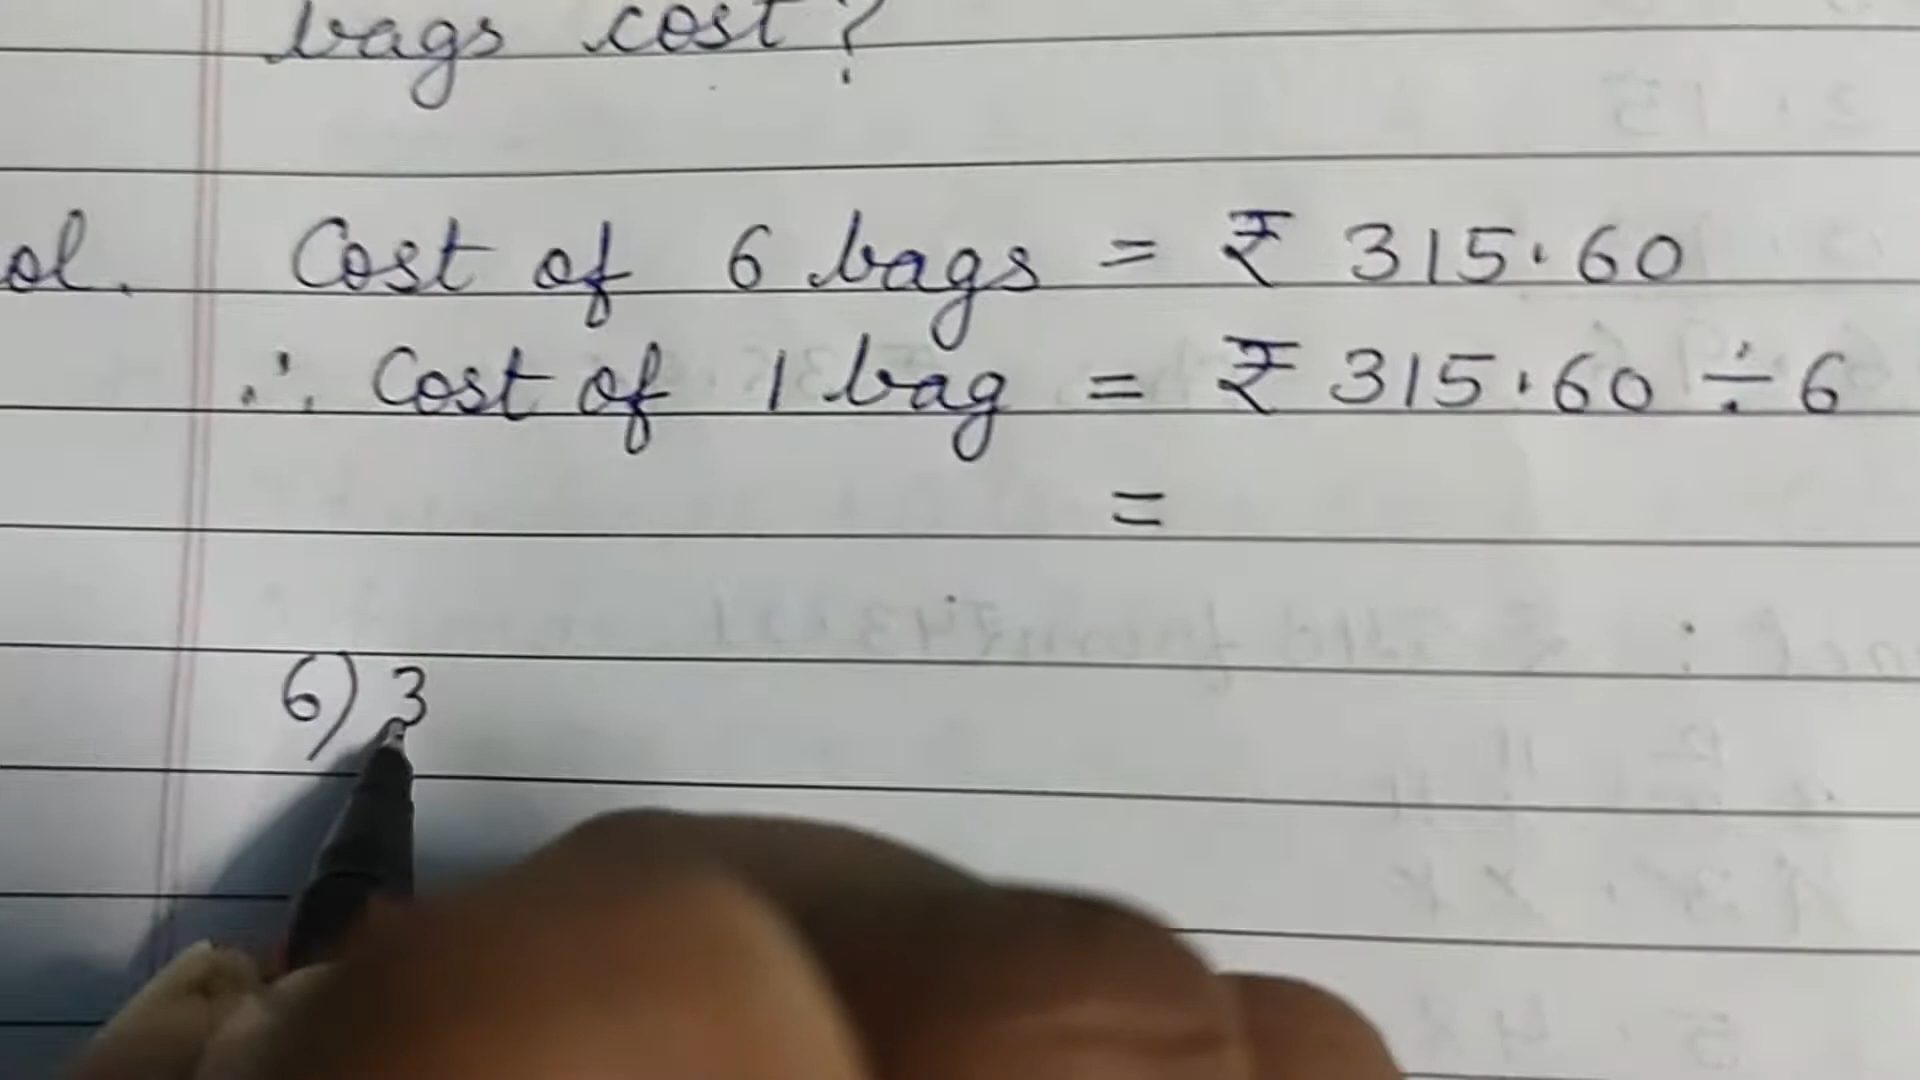 bags cost?
ol. Cost of 6 bags = ₹ 315.60
∴ Cost of 1 bag = ₹ 315.60 ÷ 6
=
6)3